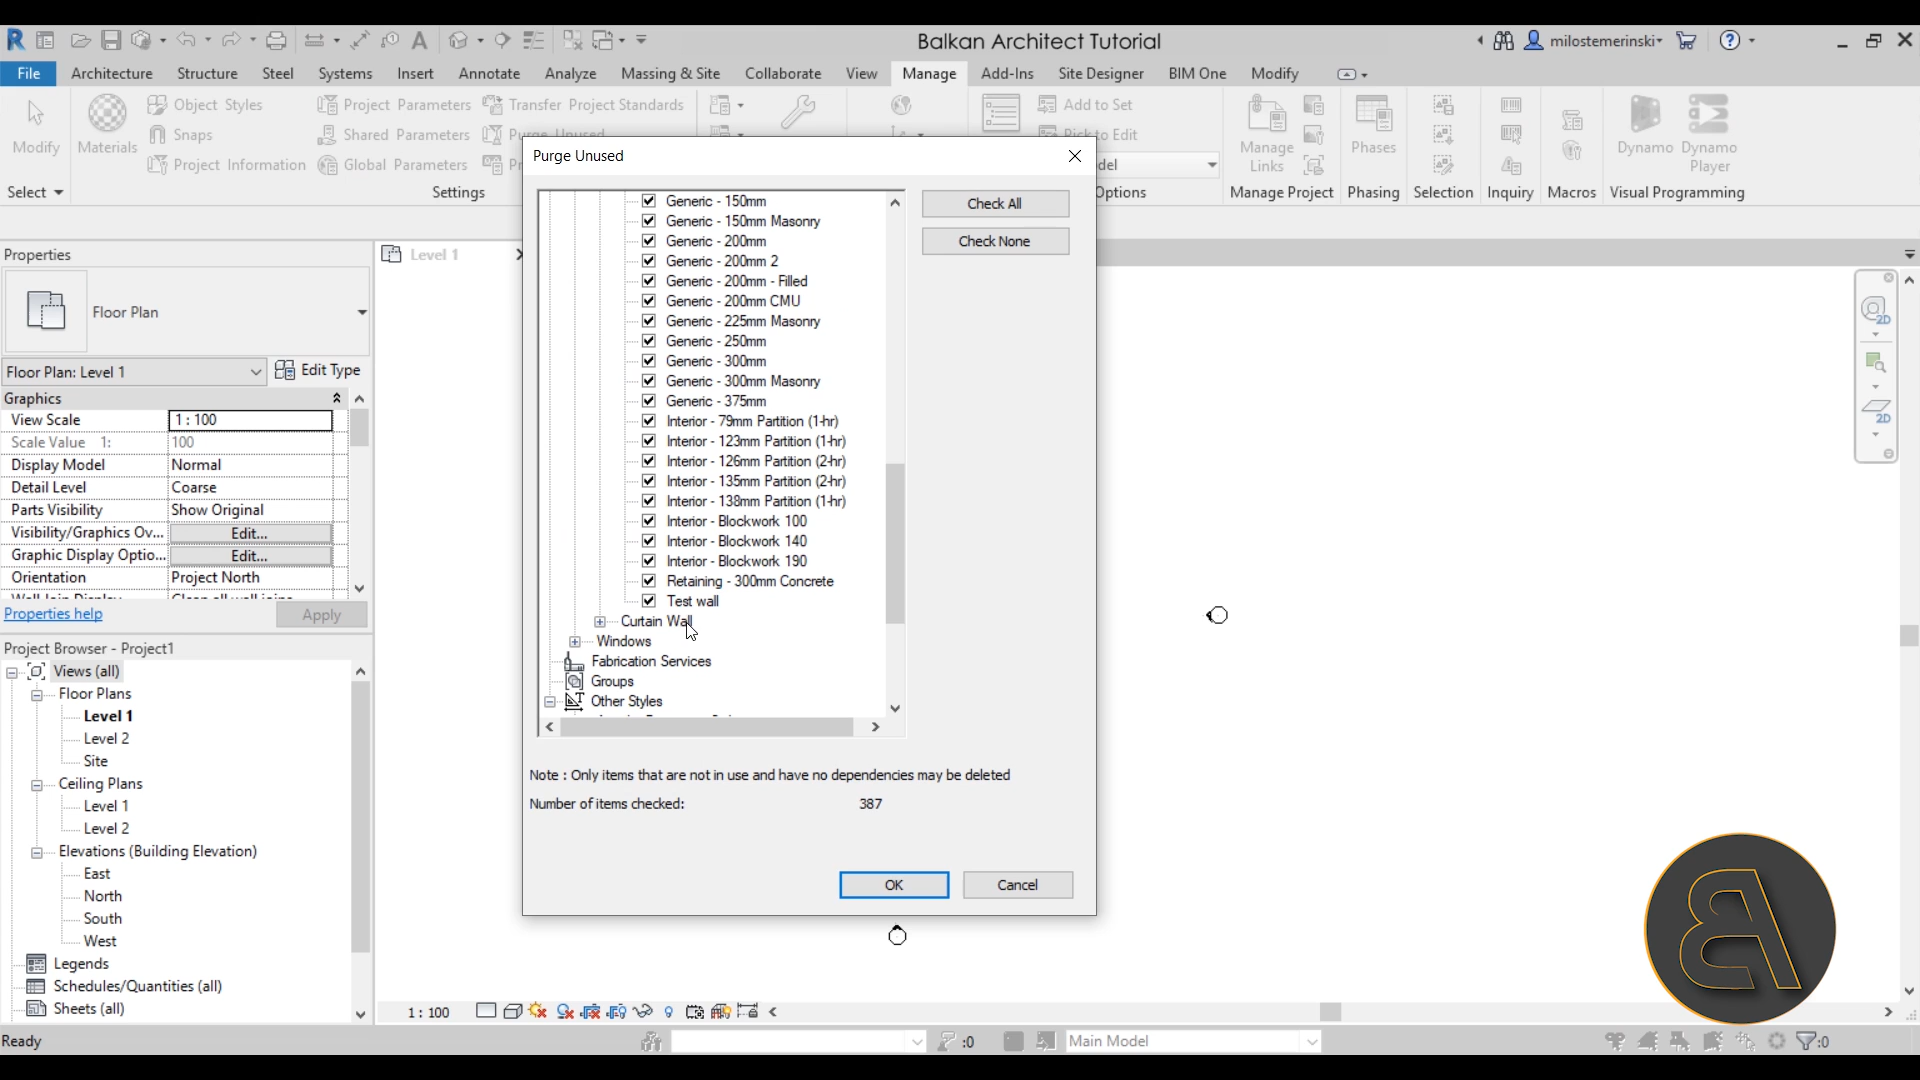 Balkan Architect Tutorial
milostemerinski
File Architecture Structure Steel Systems Insert Annotate Analyze Massing & Site Collaborate View Manage Add-Ins Site Designer BIM One Modify
Modify
Materials
Object Styles
Snaps
Project Information
Project Parameters
Shared Parameters
Global Parameters
Transfer Project Standards
Purge Unused
Add to Set
Pick to Edit
Manage Links
Phases
Dynamo
Dynamo Player
Select
Settings
Options
Manage Project
Phasing
Selection
Inquiry
Macros
Visual Programming
Properties
Floor Plan
Floor Plan: Level 1
Edit Type
Graphics
View Scale 1 : 100
Scale Value 1: 100
Display Model Normal
Detail Level Coarse
Parts Visibility Show Original
Visibility/Graphics Ov... Edit...
Graphic Display Optio... Edit...
Orientation Project North
Properties help
Apply
Project Browser - Project1
Views (all)
Floor Plans
Level 1
Level 2
Site
Ceiling Plans
Level 1
Level 2
Elevations (Building Elevation)
East
North
South
West
Legends
Schedules/Quantities (all)
Sheets (all)
Level 1
Purge Unused
Generic - 150mm
Generic - 150mm Masonry
Generic - 200mm
Generic - 200mm 2
Generic - 200mm - Filled
Generic - 200mm CMU
Generic - 225mm Masonry
Generic - 250mm
Generic - 300mm
Generic - 300mm Masonry
Generic - 375mm
Interior - 79mm Partition (1-hr)
Interior - 123mm Partition (1-hr)
Interior - 126mm Partition (2-hr)
Interior - 135mm Partition (2-hr)
Interior - 138mm Partition (1-hr)
Interior - Blockwork 100
Interior - Blockwork 140
Interior - Blockwork 190
Retaining - 300mm Concrete
Test wall
Curtain Wall
Windows
Fabrication Services
Groups
Other Styles
Check All
Check None
Note : Only items that are not in use and have no dependencies may be deleted
Number of items checked: 387
OK
Cancel
1 : 100
Ready
:0
Main Model
:0
2D
2D